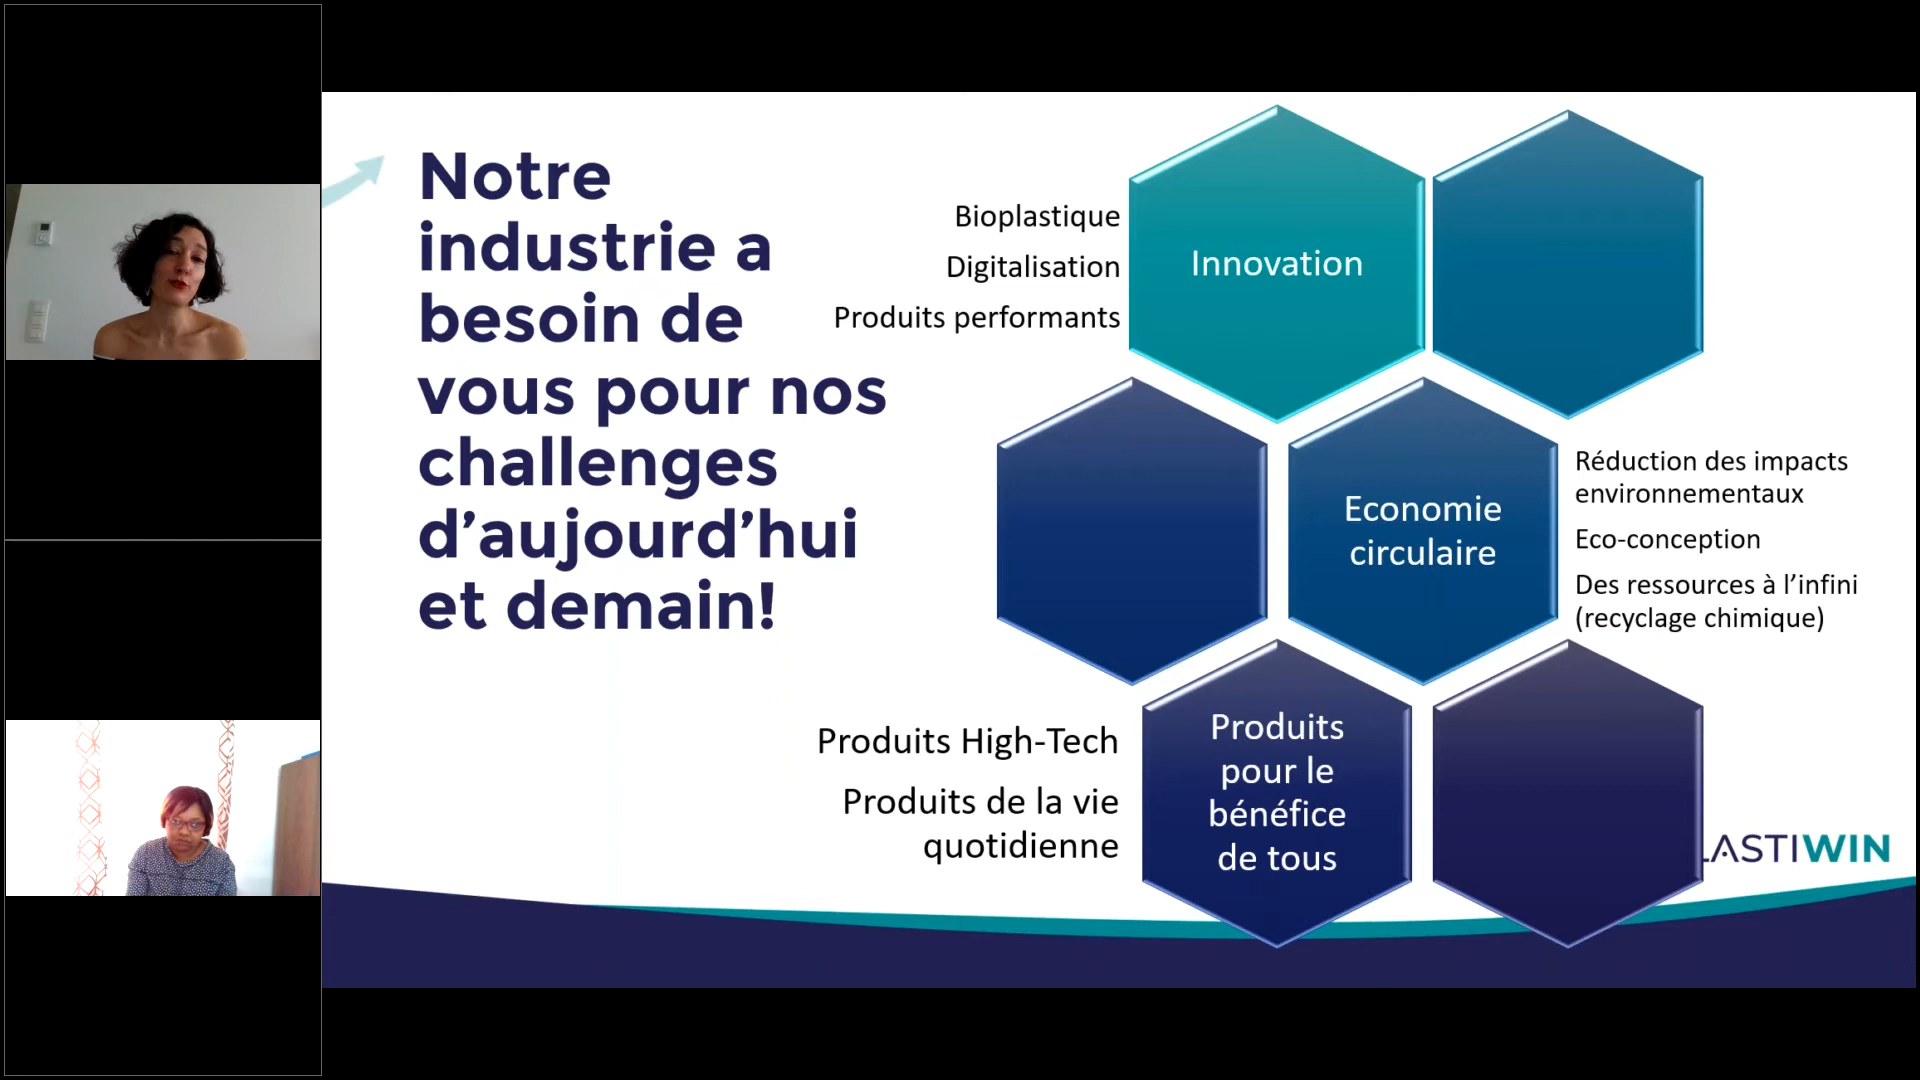 Notre
industrie a
besoin de
vous pour nos
challenges
d’aujourd’hui
et demain!
Bioplastique
Digitalisation
Produits performants
Innovation
Economie
circulaire
Réduction des impacts
environnementaux
Eco-conception
Des ressources à l’infini
(recyclage chimique)
Produits High-Tech
Produits de la vie
quotidienne
Produits
pour le
bénéfice
de tous
LASTIWIN